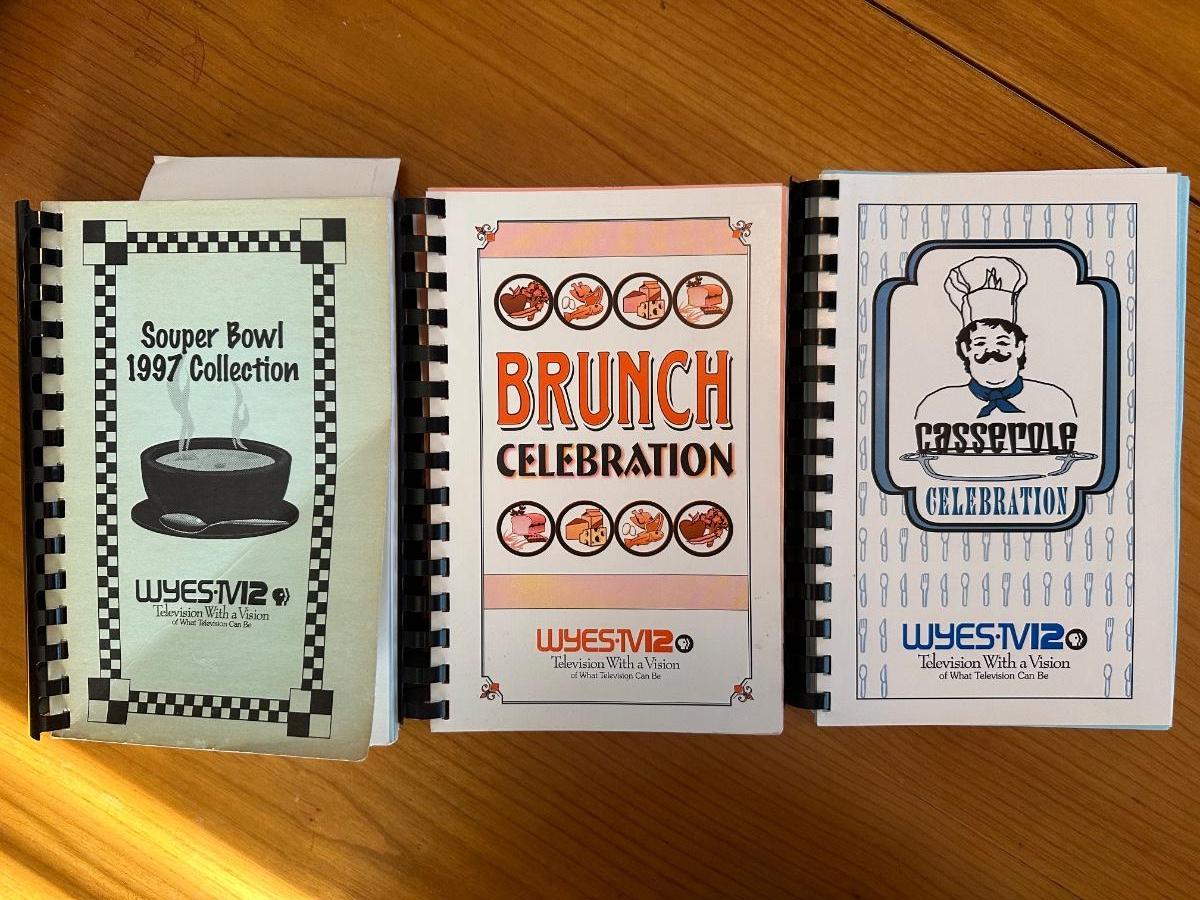 Souper Bowl
1997 Collection
WYES·TV12
Television With a Vision
of What Television Can Be
BRUNCH
CELEBRATION
WYES·TV12
Television With a Vision
of What Television Can Be
casserole
CELEBRATION
WYES·TV12
Television With a Vision
of What Television Can Be